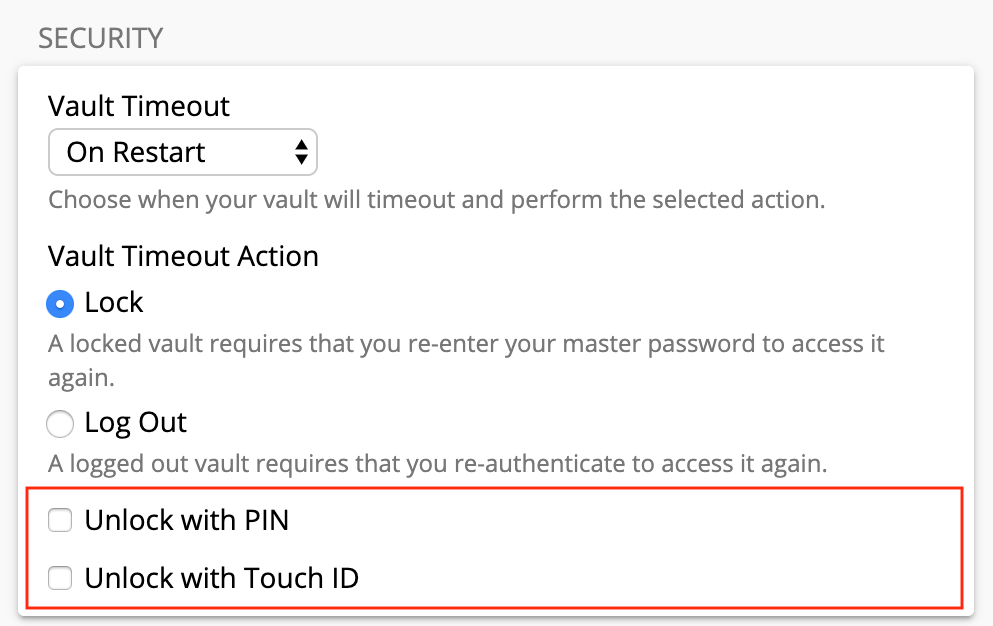 SECURITY
Vault Timeout
On Restart
Choose when your vault will timeout and perform the selected action.
Vault Timeout Action
Lock
A locked vault requires that you re-enter your master password to access it
again.
Log Out
A logged out vault requires that you re-authenticate to access it again.
Unlock with PIN
Unlock with Touch ID